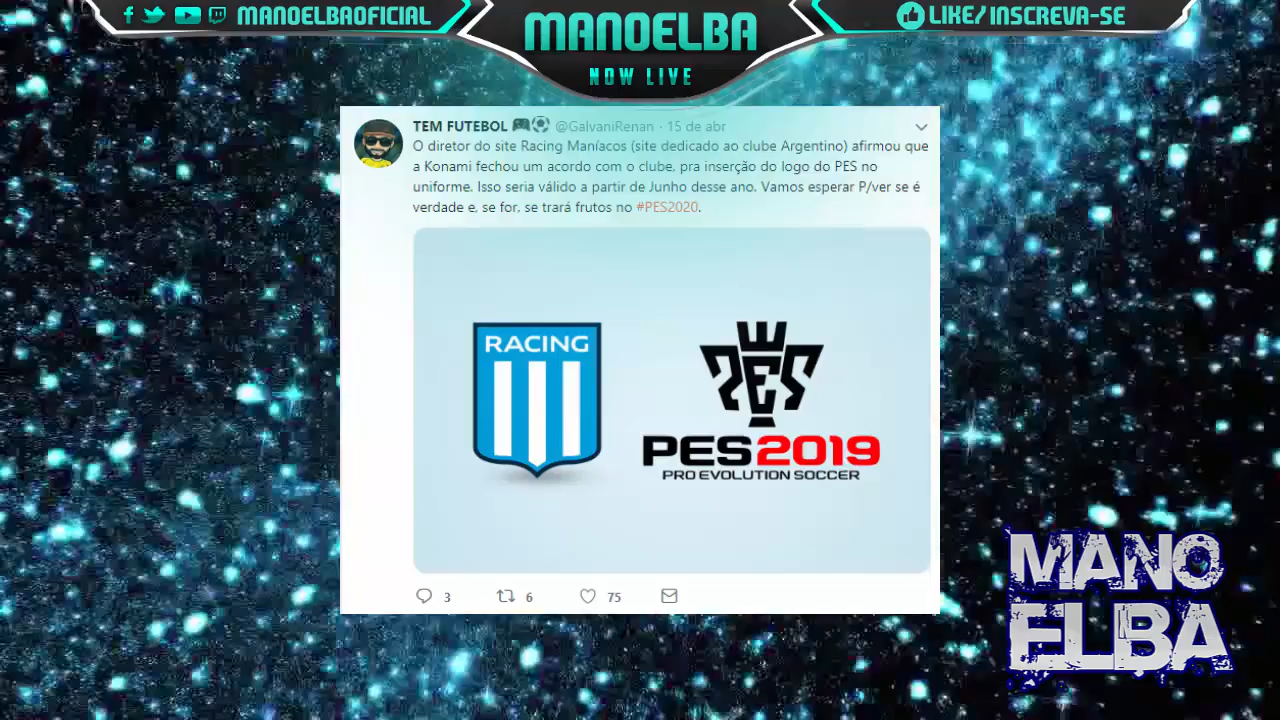 MANOELBAOFICIAL
MANOELBA
NOW LIVE
LIKE/INSCREVA-SE
TEM FUTEBOL @GalvaniRenan · 15 de abr
O diretor do site Racing Maníacos (site dedicado ao clube Argentino) afirmou que
a Konami fechou um acordo com o clube, pra inserção do logo do PES no
uniforme. Isso seria válido a partir de Junho desse ano. Vamos esperar P/ver se é
verdade e, se for, se trará frutos no #PES2020.
RACING
PES
PES2019
PRO EVOLUTION SOCCER
3 6 75
MANO
ELBA